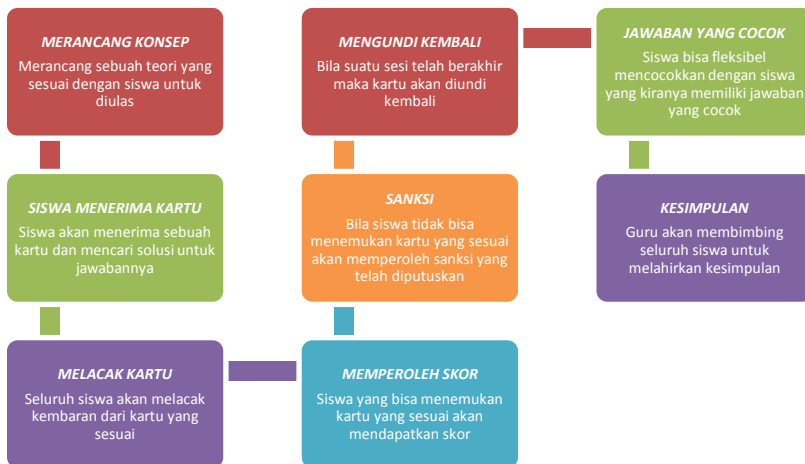 MERANCANG KONSEP
Merancang sebuah teori yang
sesuai dengan siswa untuk
diulas
SISWA MENERIMA KARTU
Siswa akan menerima sebuah
kartu dan mencari solusi untuk
jawabannya
MELACAK KARTU
Seluruh siswa akan melacak
kembaran dari kartu yang
sesuai
MEMPEROLEH SKOR
Siswa yang bisa menemukan
kartu yang sesuai akan
mendapatkan skor
SANKSI
Bila siswa tidak bisa
menemukan kartu yang sesuai
akan memperoleh sanksi yang
telah diputuskan
MENGUNDI KEMBALI
Bila suatu sesi telah berakhir
maka kartu akan diundi
kembali
JAWABAN YANG COCOK
Siswa bisa fleksibel
mencocokkan dengan siswa
yang kiranya memiliki jawaban
yang cocok
KESIMPULAN
Guru akan membimbing
seluruh siswa untuk
melahirkan kesimpulan